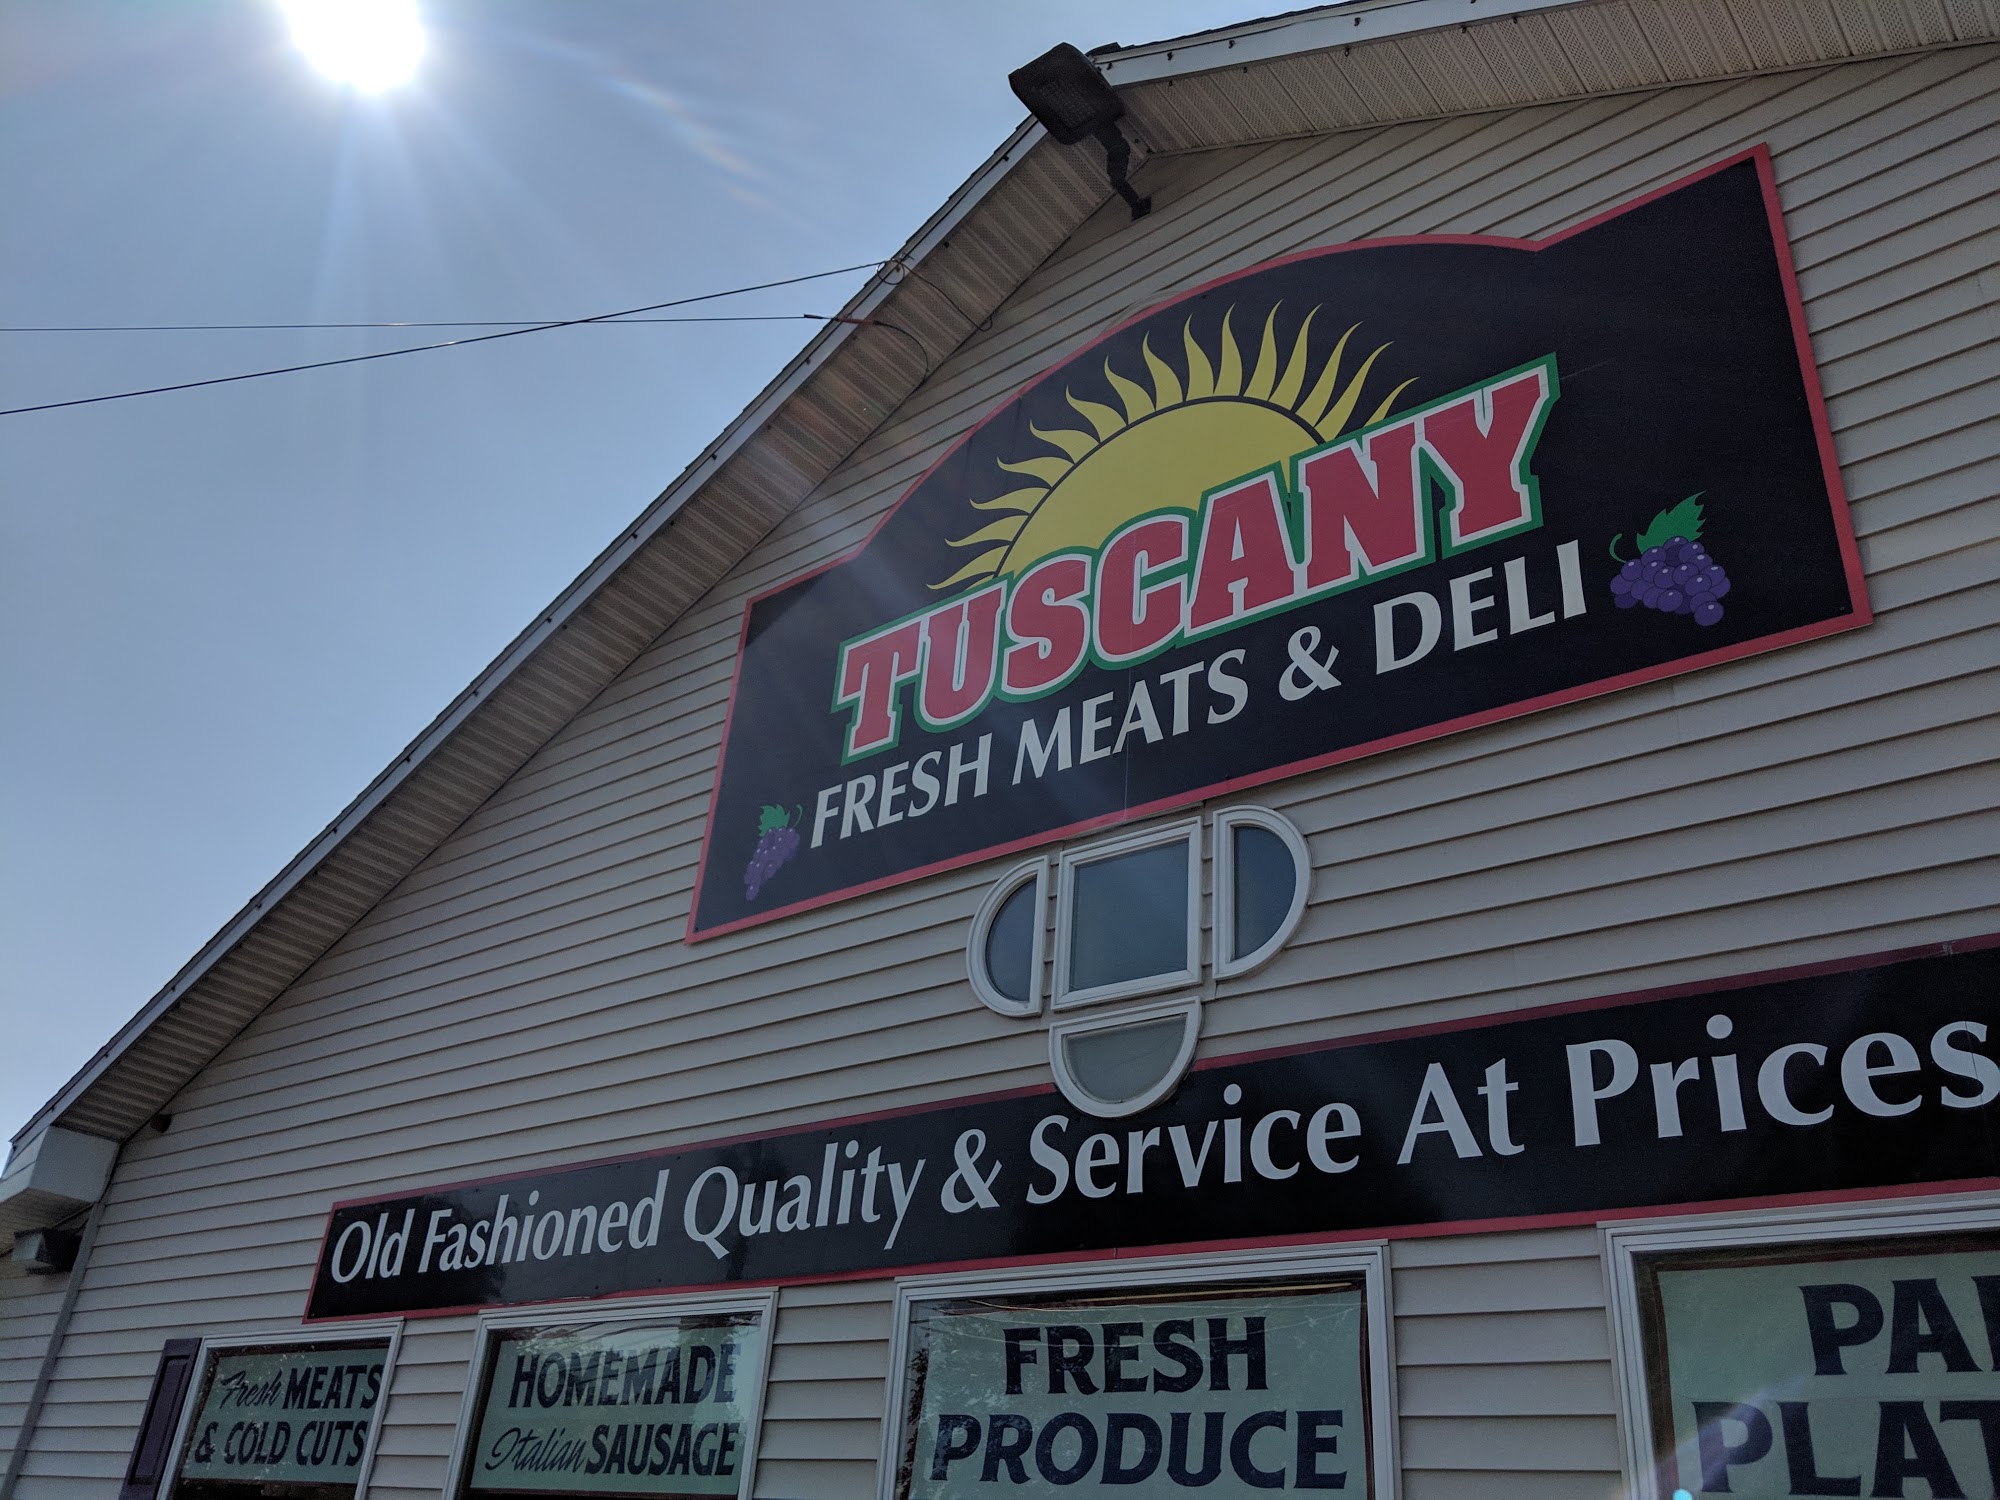 TUSCANY
FRESH MEATS & DELI
Old Fashioned Quality & Service At Prices
Fresh MEATS
& COLD CUTS
HOMEMADE
Italian SAUSAGE
FRESH
PRODUCE